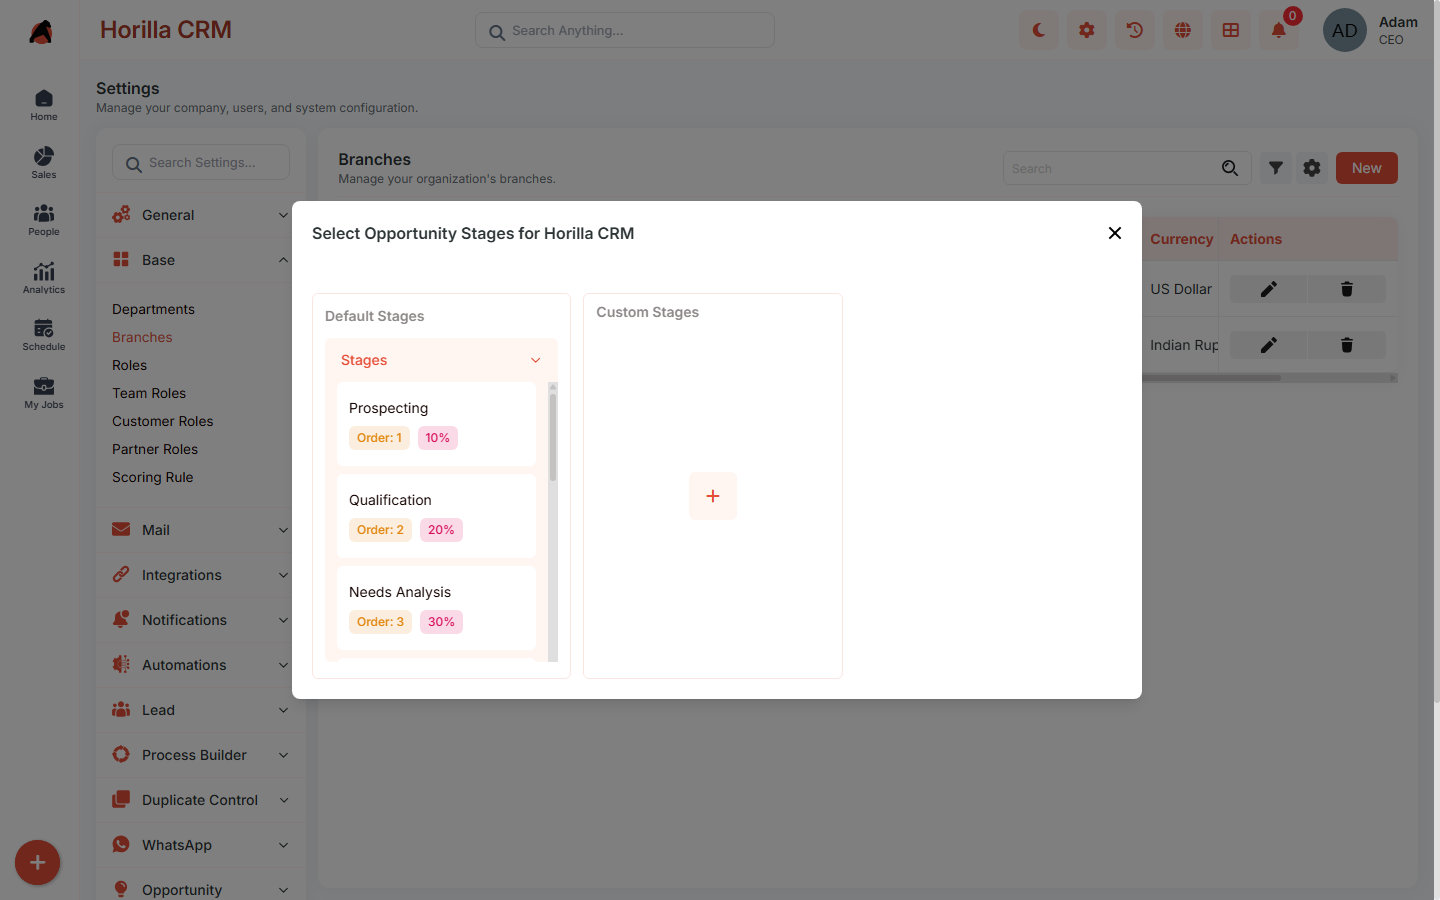 Horilla CRM
Search Anything...
0
AD
Adam
CEO
Home
Sales
People
Analytics
Schedule
My Jobs
Settings
Manage your company, users, and system configuration.
Search Settings...
General
Base
Departments
Branches
Roles
Team Roles
Customer Roles
Partner Roles
Scoring Rule
Mail
Integrations
Notifications
Automations
Lead
Process Builder
Duplicate Control
WhatsApp
Opportunity
Branches
Manage your organization's branches.
Search
New
Currency
Actions
US Dollar
Indian Rup
Select Opportunity Stages for Horilla CRM
Default Stages
Stages
Prospecting
Order: 1 10%
Qualification
Order: 2 20%
Needs Analysis
Order: 3 30%
Custom Stages